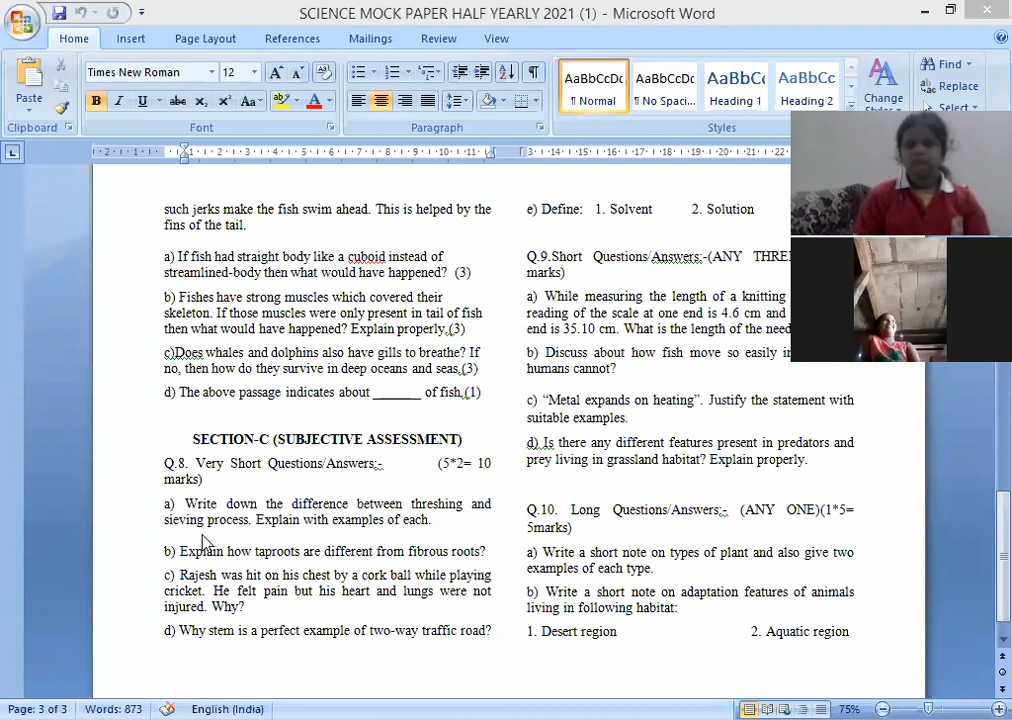 SCIENCE MOCK PAPER HALF YEARLY 2021 (1) - Microsoft Word
Home Insert Page Layout References Mailings Review View
Paste
Clipboard
Times New Roman 12
Font
Paragraph
AaBbCcDc AaBbCcDc AaBbC AaBbCc
¶ Normal ¶ No Spaci... Heading 1 Heading 2
Change
Styles
Find
Replace
Select
such jerks make the fish swim ahead. This is helped by the
fins of the tail.
a) If fish had straight body like a cuboid instead of
streamlined-body then what would have happened? (3)
b) Fishes have strong muscles which covered their
skeleton. If those muscles were only present in tail of fish
then what would have happened? Explain properly.(3)
c)Does whales and dolphins also have gills to breathe? If
no, then how do they survive in deep oceans and seas.(3)
d) The above passage indicates about _______ of fish.(1)
SECTION-C (SUBJECTIVE ASSESSMENT)
Q.8. Very Short Questions/Answers:- (5*2= 10
marks)
a) Write down the difference between threshing and
sieving process. Explain with examples of each.
b) Explain how taproots are different from fibrous roots?
c) Rajesh was hit on his chest by a cork ball while playing
cricket. He felt pain but his heart and lungs were not
injured. Why?
d) Why stem is a perfect example of two-way traffic road?
e) Define: 1. Solvent 2. Solution
Q.9.Short Questions/Answers:-(ANY THREE
marks)
a) While measuring the length of a knitting
reading of the scale at one end is 4.6 cm and
end is 35.10 cm. What is the length of the
b) Discuss about how fish move so easily
humans cannot?
c) “Metal expands on heating”. Justify the statement with
suitable examples.
d) Is there any different features present in predators and
prey living in grassland habitat? Explain properly.
Q.10. Long Questions/Answers:- (ANY ONE)(1*5=
5marks)
a) Write a short note on types of plant and also give two
examples of each type.
b) Write a short note on adaptation features of animals
living in following habitat:
1. Desert region 2. Aquatic region
Page: 3 of 3 Words: 873 English (India) 75%